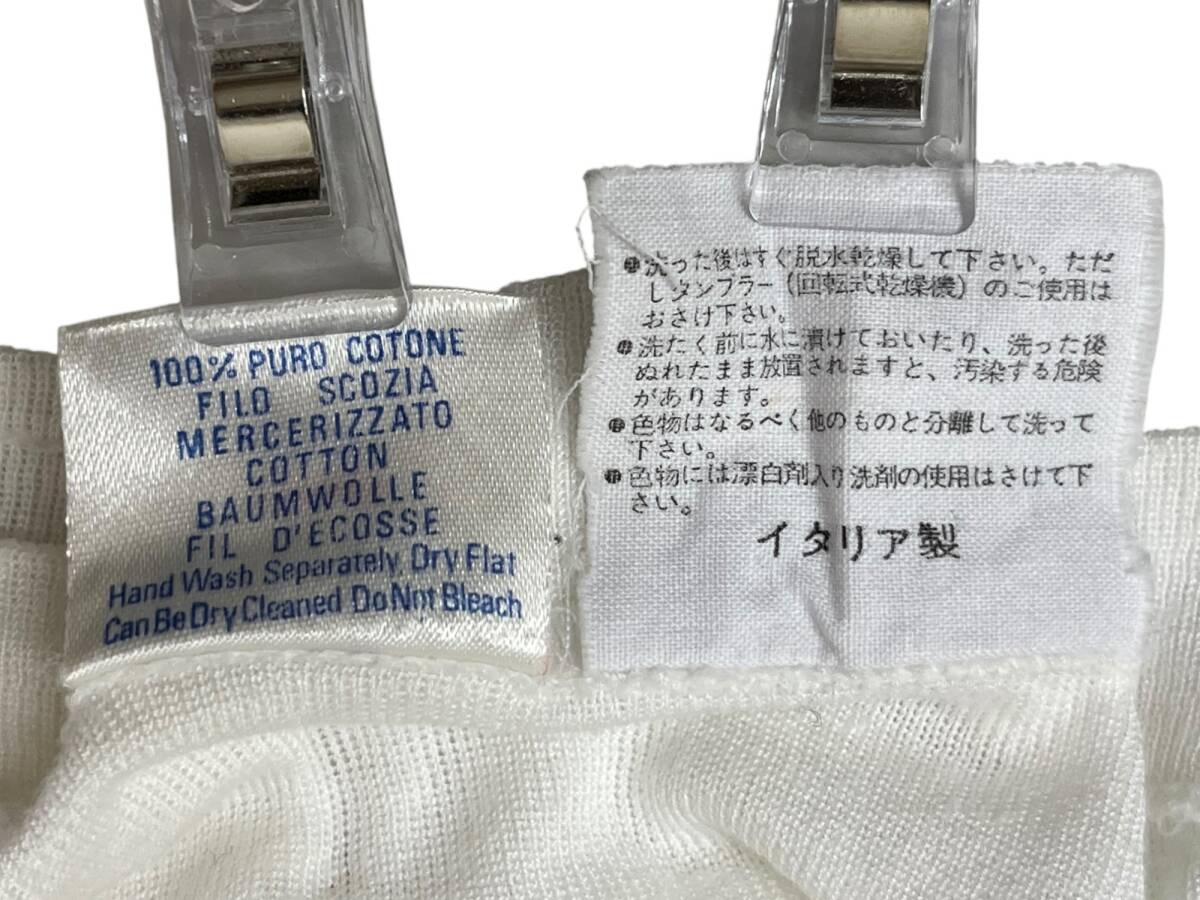 100% PURO COTONE
FILO SCOZIA
MERCERIZZATO
COTTON
BAUMWOLLE
FIL D'ECOSSE
Hand Wash Separately Dry Flat
Can Be Dry Cleaned Do Not Bleach
洗った後はすぐ脱水乾燥して下さい。ただ
しタンブラー(回転式乾燥機)のご使用は
おさけ下さい。
洗たく前に水に漬けておいたり、洗った後
ぬれたまま放置されますと、汚染する危険
があります。
色物はなるべく他のものと分離して洗って
下さい。
色物には漂白剤入り洗剤の使用はさけて下
さい。
イタリア製